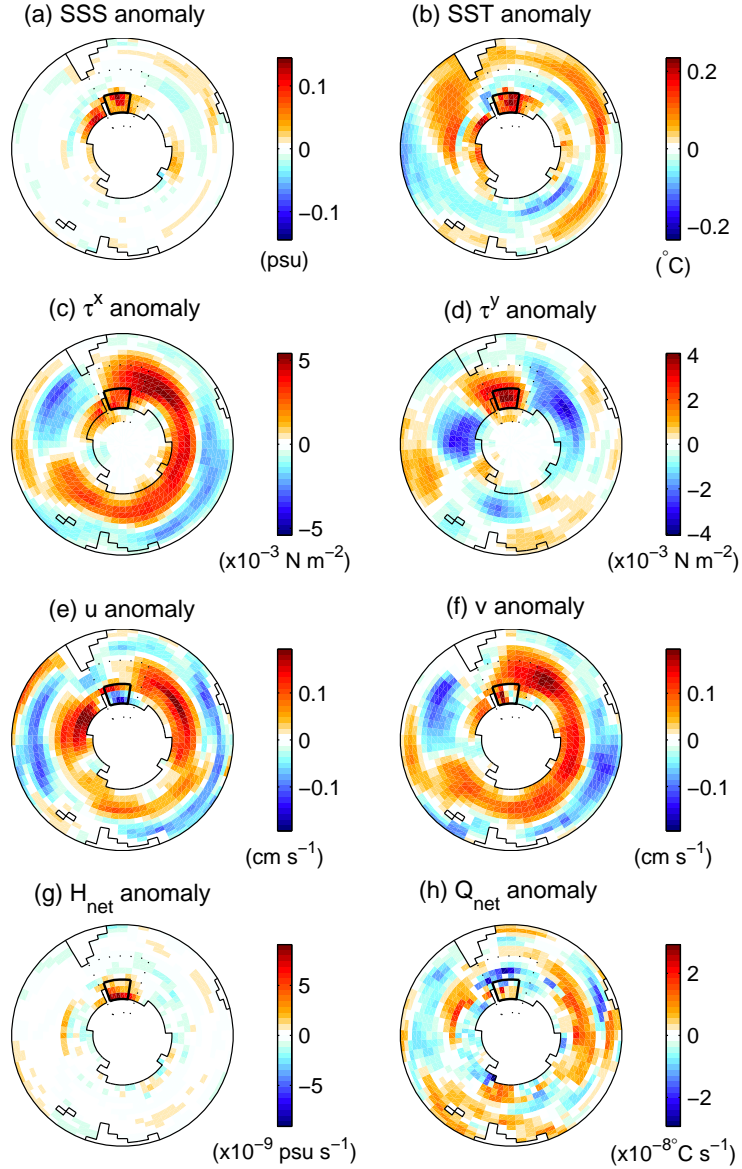 (a) SSS anomaly
0.1
0
−0.1
(psu)
(b) SST anomaly
0.2
0
−0.2
(°C)
(c) τ^x anomaly
5
0
−5
(x10^−3 N m^−2)
(d) τ^y anomaly
4
2
0
−2
−4
(x10^−3 N m^−2)
(e) u anomaly
0.1
0
−0.1
(cm s^−1)
(f) v anomaly
0.1
0
−0.1
(cm s^−1)
(g) H_net anomaly
5
0
−5
(x10^−9 psu s^−1)
(h) Q_net anomaly
2
0
−2
(x10^−8°C s^−1)